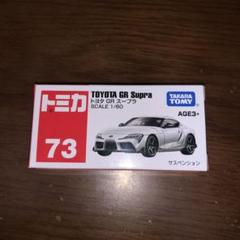 トミカ
73
TOYOTA GR Supra
トヨタ GR スープラ
SCALE 1/60
TAKARA TOMY
AGE3+
サスペンション